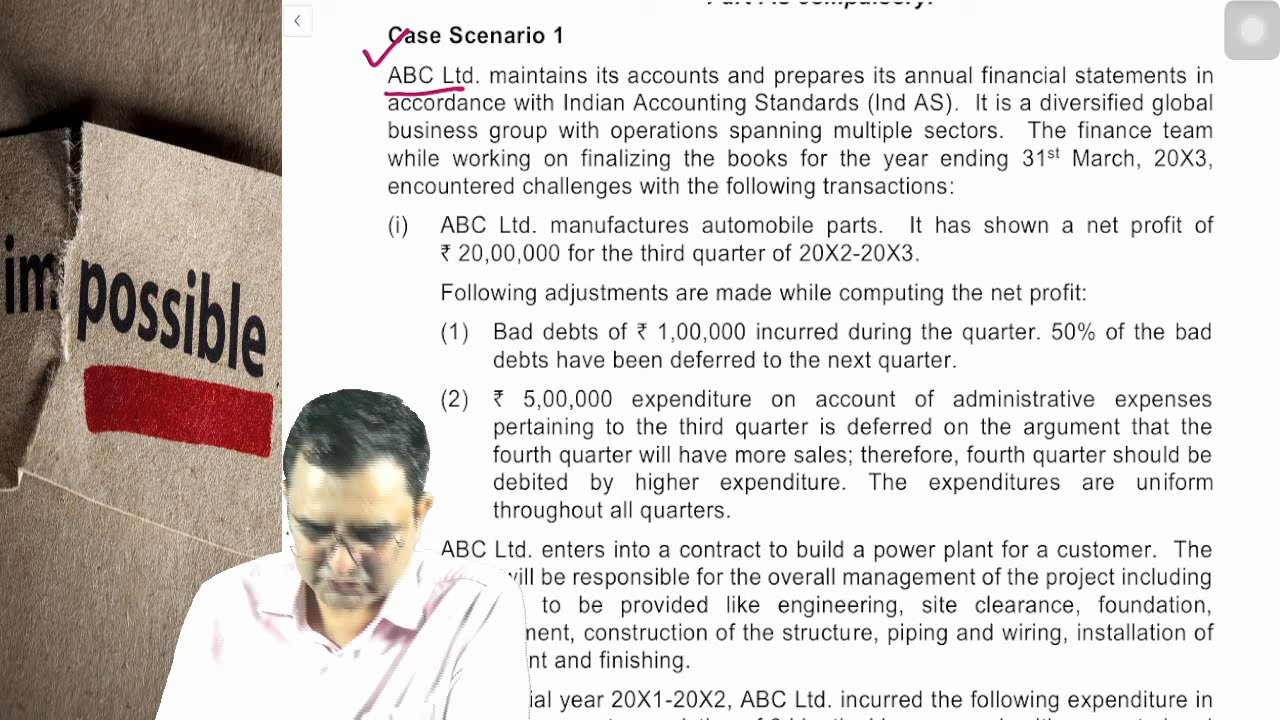 Case Scenario 1
ABC Ltd. maintains its accounts and prepares its annual financial statements in
accordance with Indian Accounting Standards (Ind AS). It is a diversified global
business group with operations spanning multiple sectors. The finance team
while working on finalizing the books for the year ending 31st March, 20X3,
encountered challenges with the following transactions:
(i) ABC Ltd. manufactures automobile parts. It has shown a net profit of
₹ 20,00,000 for the third quarter of 20X2-20X3.
Following adjustments are made while computing the net profit:
(1) Bad debts of ₹ 1,00,000 incurred during the quarter. 50% of the bad
debts have been deferred to the next quarter.
(2) ₹ 5,00,000 expenditure on account of administrative expenses
pertaining to the third quarter is deferred on the argument that the
fourth quarter will have more sales; therefore, fourth quarter should be
debited by higher expenditure. The expenditures are uniform
throughout all quarters.
ABC Ltd. enters into a contract to build a power plant for a customer. The
will be responsible for the overall management of the project including
to be provided like engineering, site clearance, foundation,
construction of the structure, piping and wiring, installation of
and finishing.
year 20X1-20X2, ABC Ltd. incurred the following expenditure in
impossible